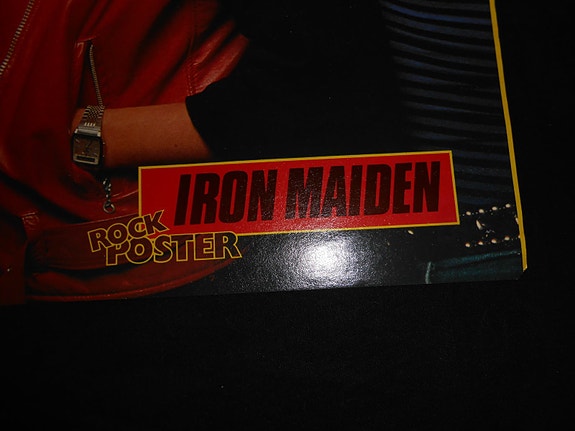 IRON MAIDEN
ROCK
POSTER